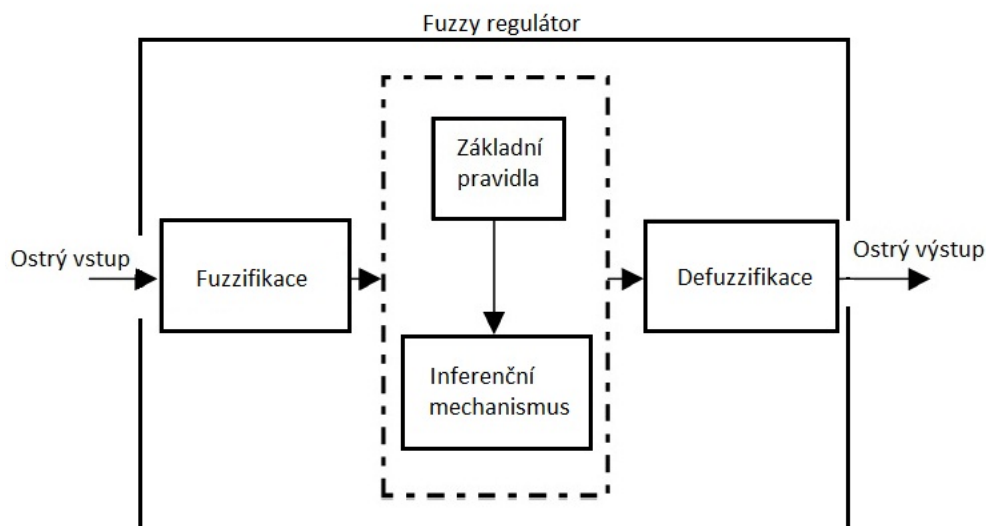 Fuzzy regulátor
Základní
pravidla
Ostrý vstup
Fuzzifikace
Defuzzifikace
Ostrý výstup
Inferenční
mechanismus